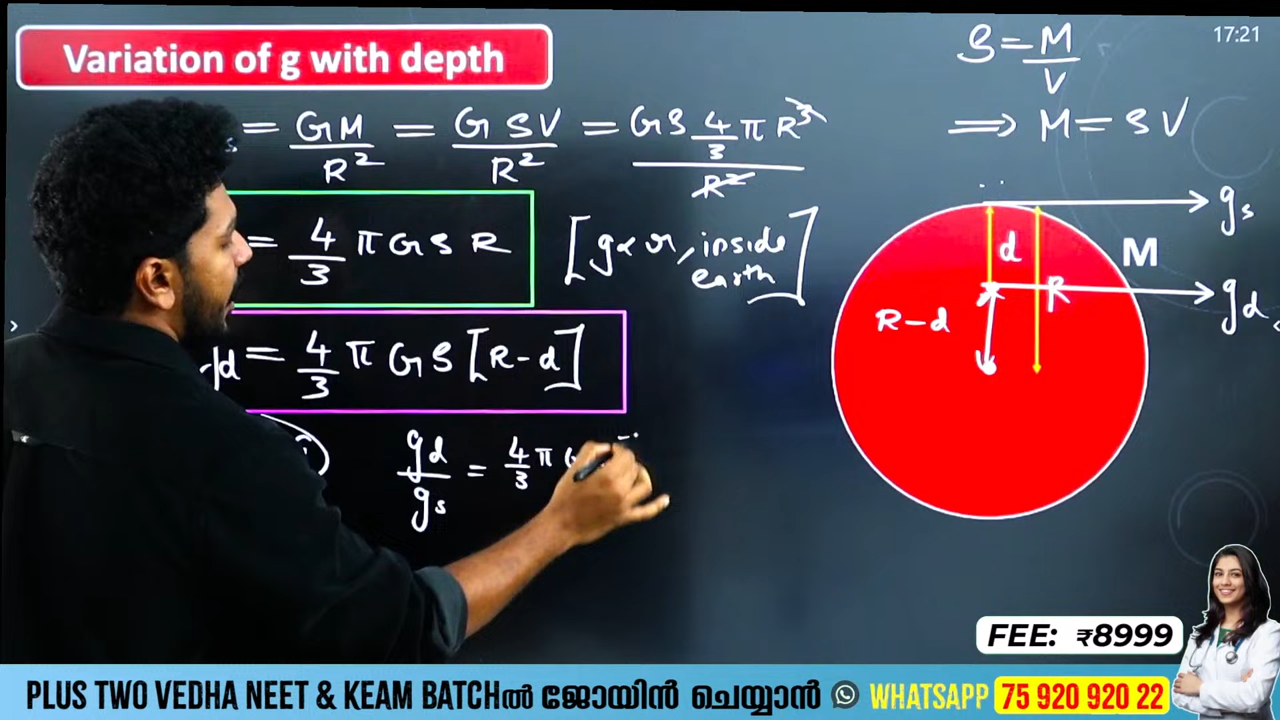 Variation of g with depth
17:21
ρ = M/V
⟹ M = ρV
s = GM/R² = GρV/R² = Gρ 4/3 πR³/R²
= 4/3 πGρR [g ∝ r, inside earth]
gs
d
M
R
gd
R-d
d = 4/3 πGρ[R-d]
gd/gs = 4/3 π G
FEE: ₹8999
PLUS TWO VEDHA NEET & KEAM BATCHൽ ജോയിൻ ചെയ്യാൻ WHATSAPP 75 920 920 22